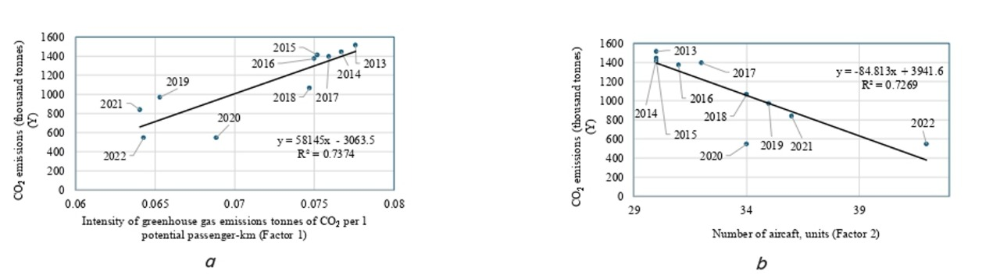 CO₂ emissions (thousand tonnes)
(Y)
1600
1400
1200
1000
800
600
400
200
0
2015
2016
2013
2014
2019
2018
2017
2021
2020
2022
y = 58145x - 3063.5
R² = 0.7374
0.06 0.065 0.07 0.075 0.08
Intensity of greenhouse gas emissions tonnes of CO₂ per 1
potential passenger-km (Factor 1)
a
CO₂ emissions (thousand tonnes)
(Y)
1600
1400
1200
1000
800
600
400
200
0
2013
2017
y = -84.813x + 3941.6
R² = 0.7269
2016
2014
2018
2015
2022
2019
2021
2020
29 34 39
Number of aircaft, units (Factor 2)
b